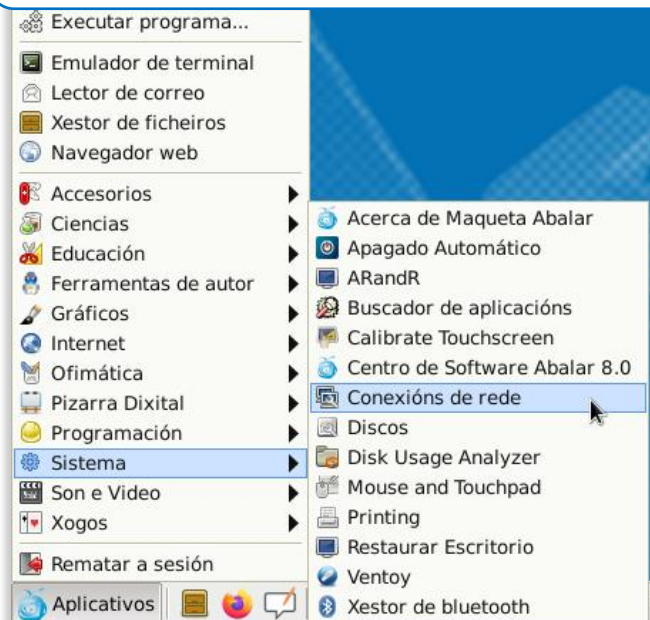 Executar programa...
Emulador de terminal
Lector de correo
Xestor de ficheiros
Navegador web
Accesorios
Ciencias
Educación
Ferramentas de autor
Gráficos
Internet
Ofimática
Pizarra Dixital
Programación
Sistema
Son e Video
Xogos
Rematar a sesión
Aplicativos
Acerca de Maqueta Abalar
Apagado Automático
ARandR
Buscador de aplicacións
Calibrate Touchscreen
Centro de Software Abalar 8.0
Conexións de rede
Discos
Disk Usage Analyzer
Mouse and Touchpad
Printing
Restaurar Escritorio
Ventoy
Xestor de bluetooth